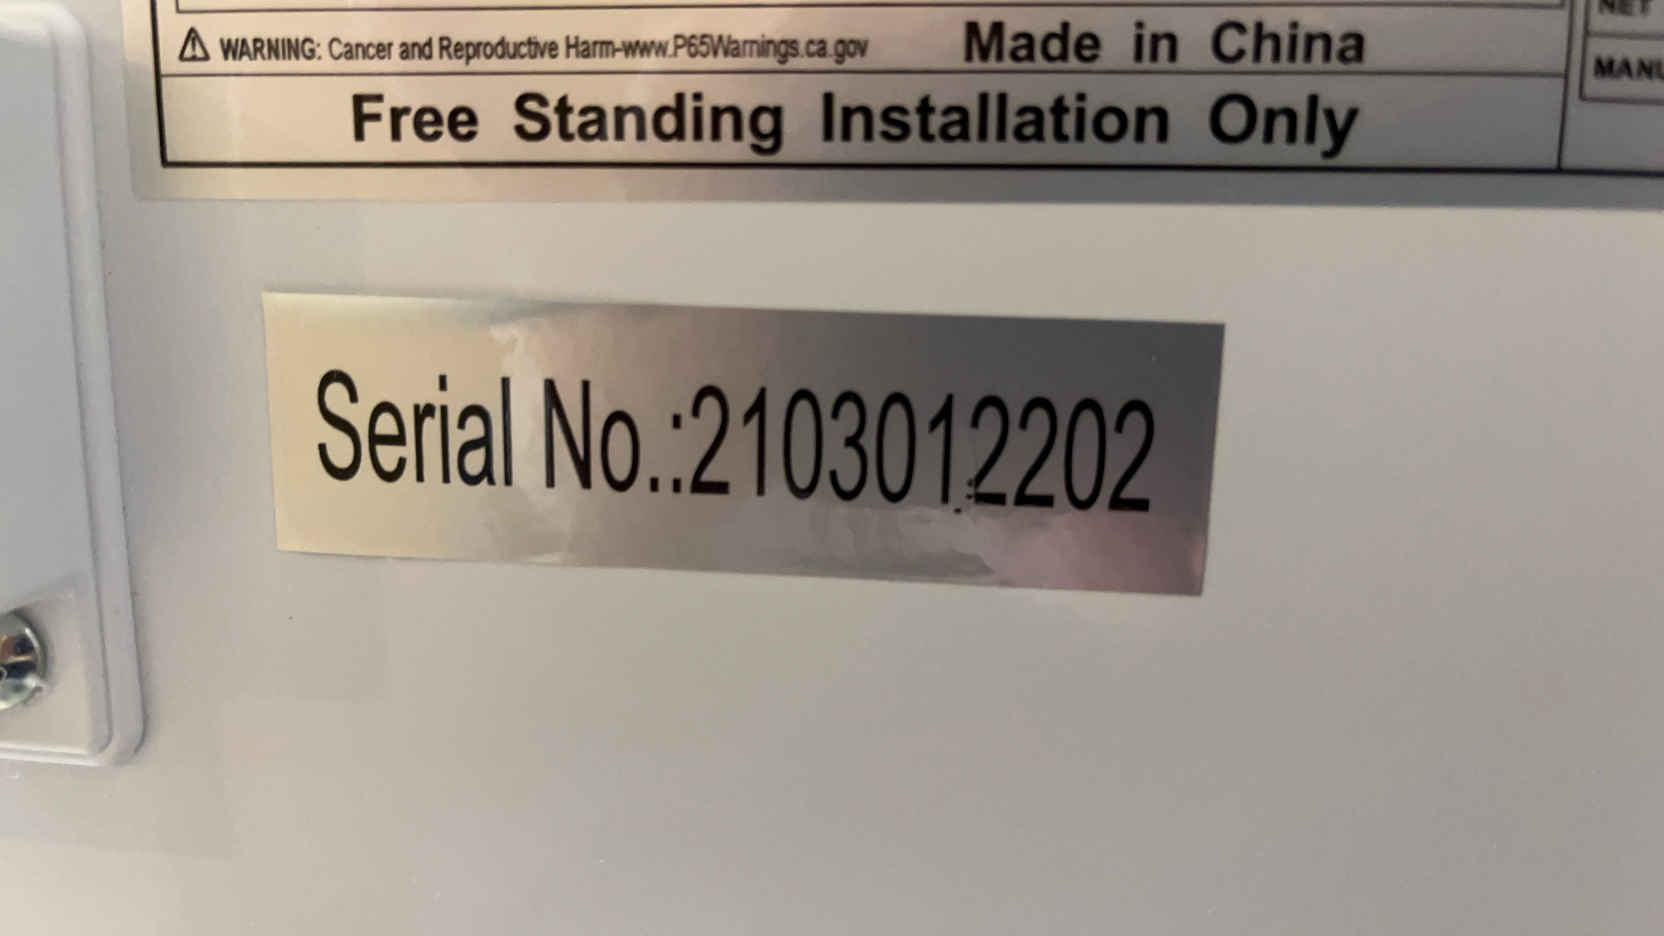 NET
⚠ WARNING: Cancer and Reproductive Harm-www.P65Warnings.ca.gov Made in China
Free Standing Installation Only
Serial No.:2103012202